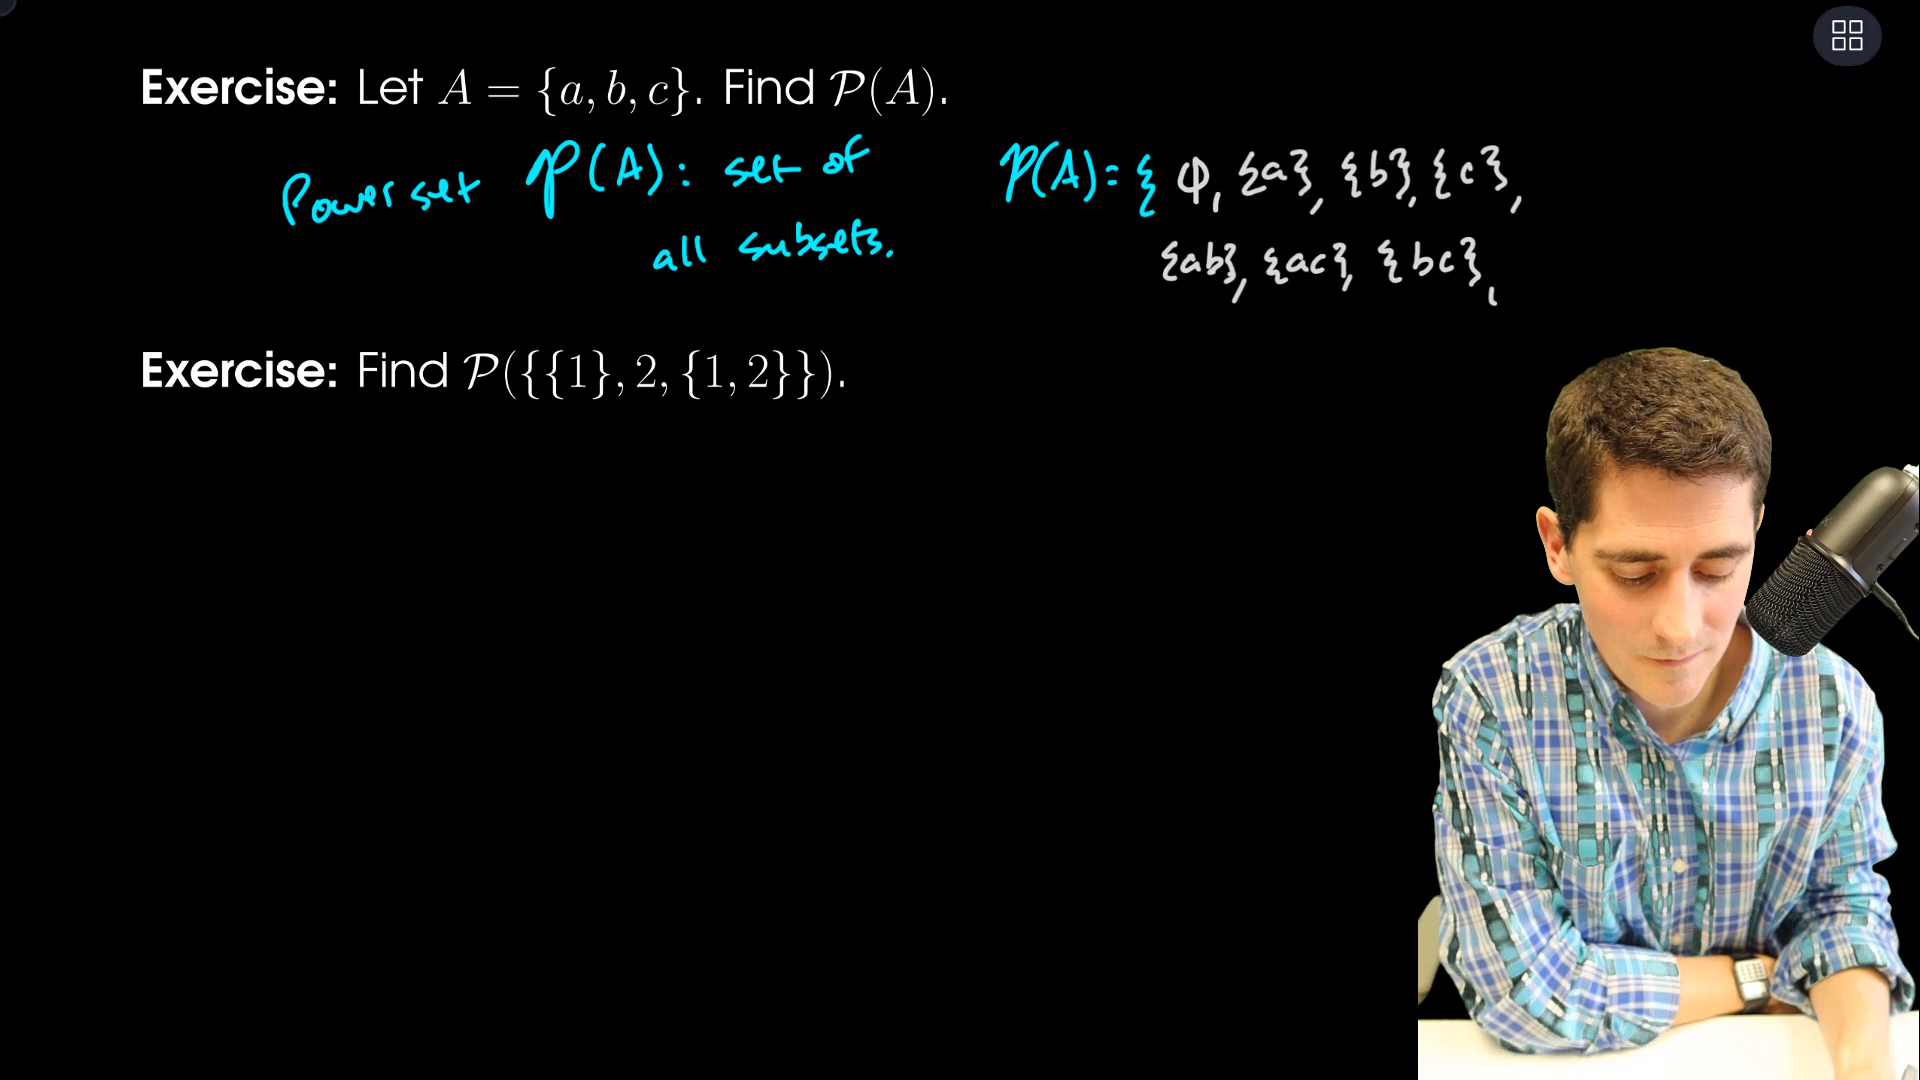 Exercise: Let A = {a, b, c}. Find 𝒫(A).
Power set 𝒫(A): set of
all subsets.
𝒫(A) = { ϕ, {a}, {b}, {c},
{ab}, {ac}, {bc},
Exercise: Find 𝒫({{1}, 2, {1, 2}}).